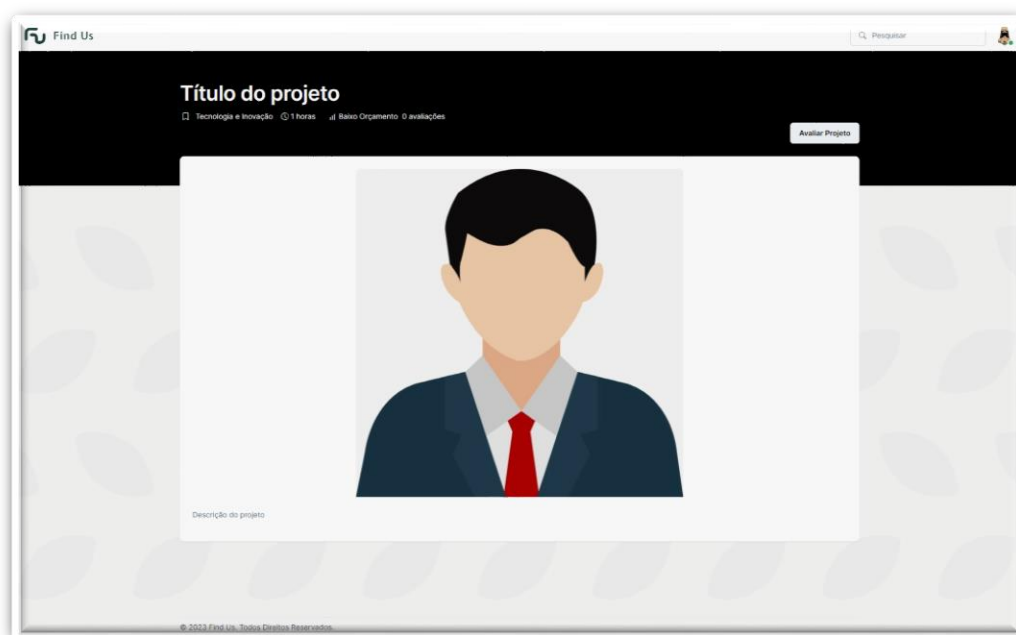 Find Us
Pesquisar
Título do projeto
Tecnologia e Inovação 1 horas Baixo Orçamento 0 avaliações
Avaliar Projeto
Descrição do projeto
© 2023 Find Us. Todos Direitos Reservados.